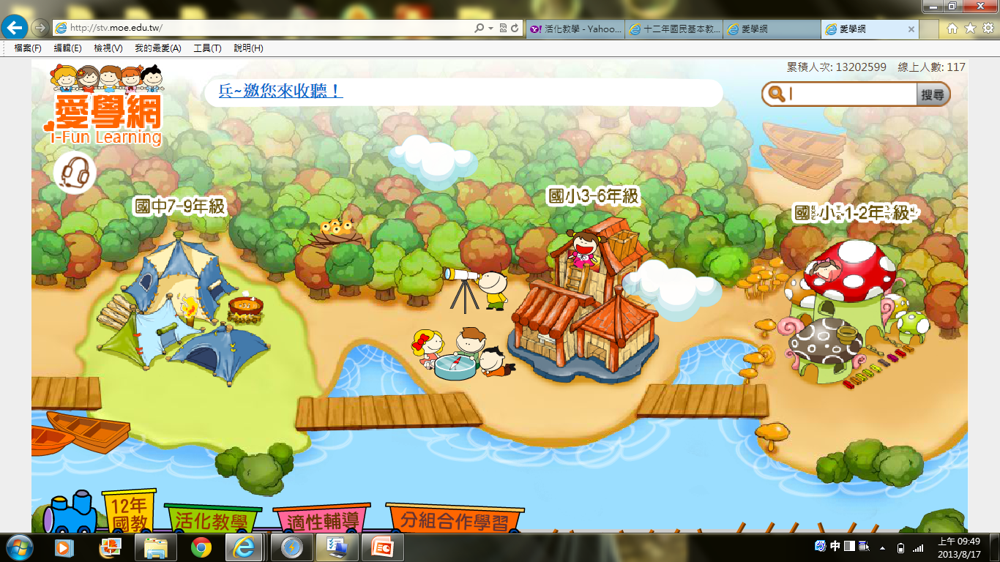 http://stv.moe.edu.tw/
活化教學 - Yahoo...
十二年國民基本教...
愛學網
愛學網
檔案(F) 編輯(E) 檢視(V) 我的最愛(A) 工具(T) 說明(H)
累積人次: 13202599 線上人數: 117
兵~邀您來收聽！
搜尋
愛學網
i-Fun Learning
國中7-9年級
國小3-6年級
國小1-2年級
12年
國教
活化教學
適性輔導
分組合作學習
中
上午 09:49
2013/8/17